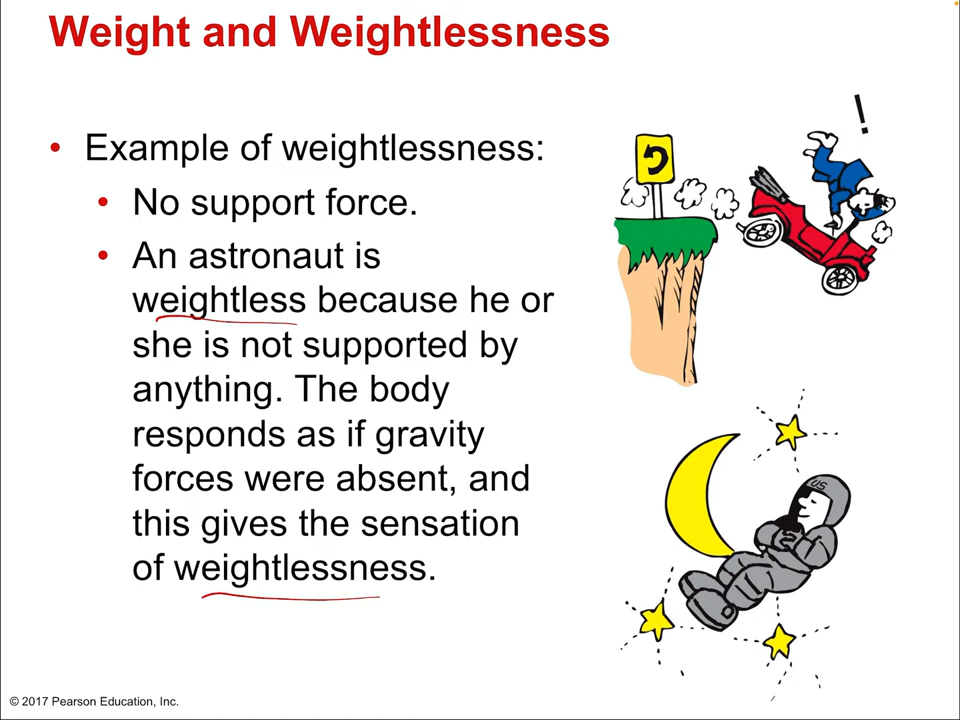 Weight and Weightlessness
• Example of weightlessness:
• No support force.
• An astronaut is
weightless because he or
she is not supported by
anything. The body
responds as if gravity
forces were absent, and
this gives the sensation
of weightlessness.
!
U.S.
© 2017 Pearson Education, Inc.